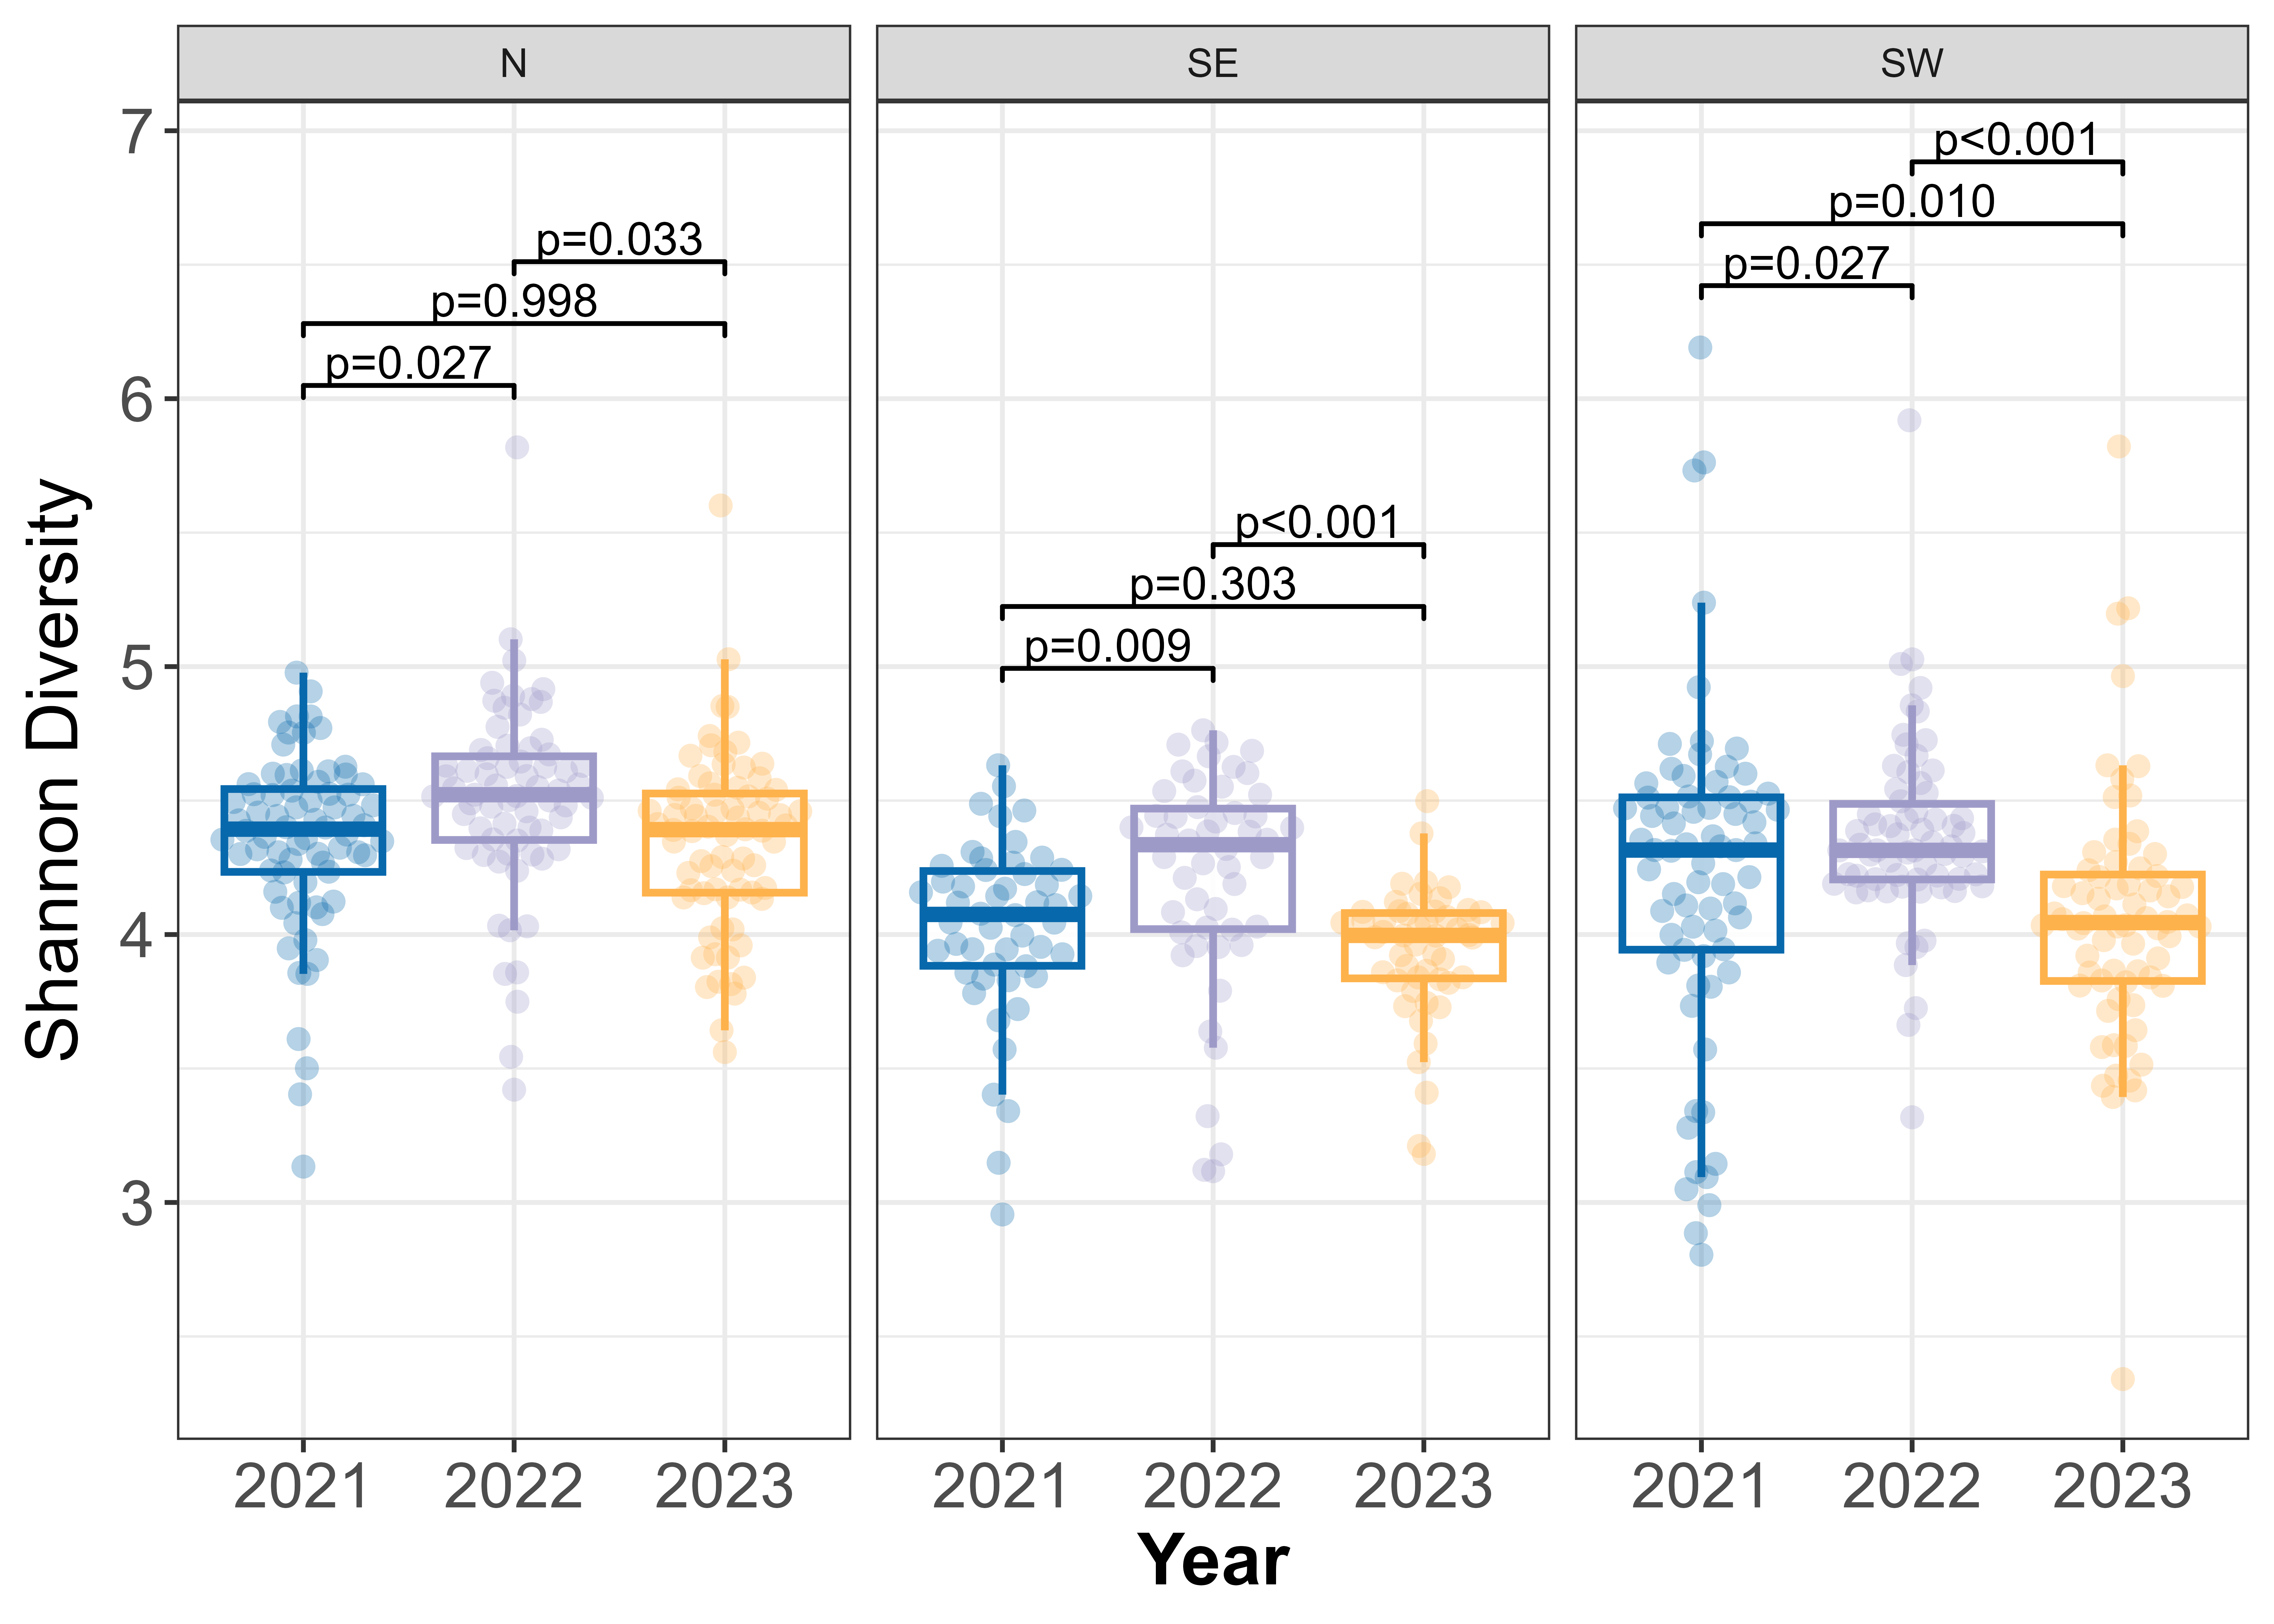 N SE SW
7
p<0.001
p=0.010
p=0.033
p=0.027
p=0.998
p=0.027
6
p<0.001
p=0.303
p=0.009
5
4
3
Shannon Diversity
2021 2022 2023 2021 2022 2023 2021 2022 2023
Year